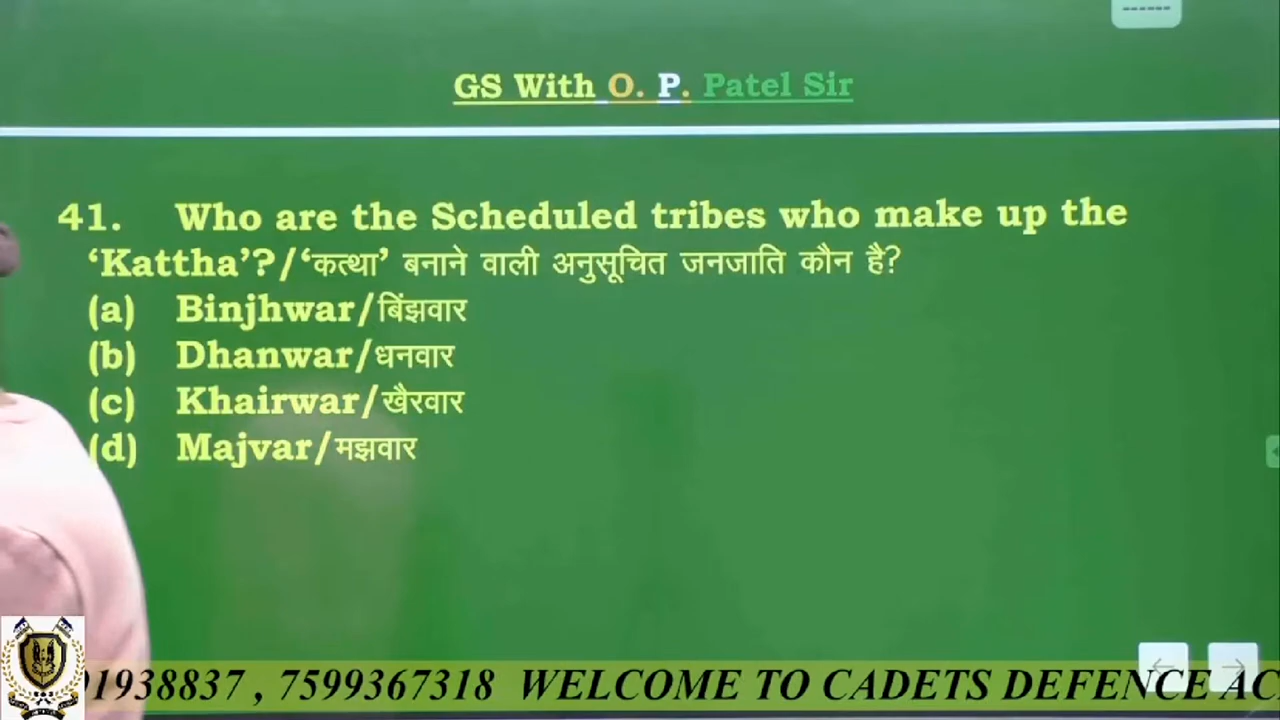 ------
GS With O. P. Patel Sir
41. Who are the Scheduled tribes who make up the
‘Kattha’?/‘कत्था’ बनाने वाली अनुसूचित जनजाति कौन है?
(a) Binjhwar/बिंझवार
(b) Dhanwar/धनवार
(c) Khairwar/खैरवार
(d) Majvar/मझवार
01938837 , 7599367318 WELCOME TO CADETS DEFENCE AC